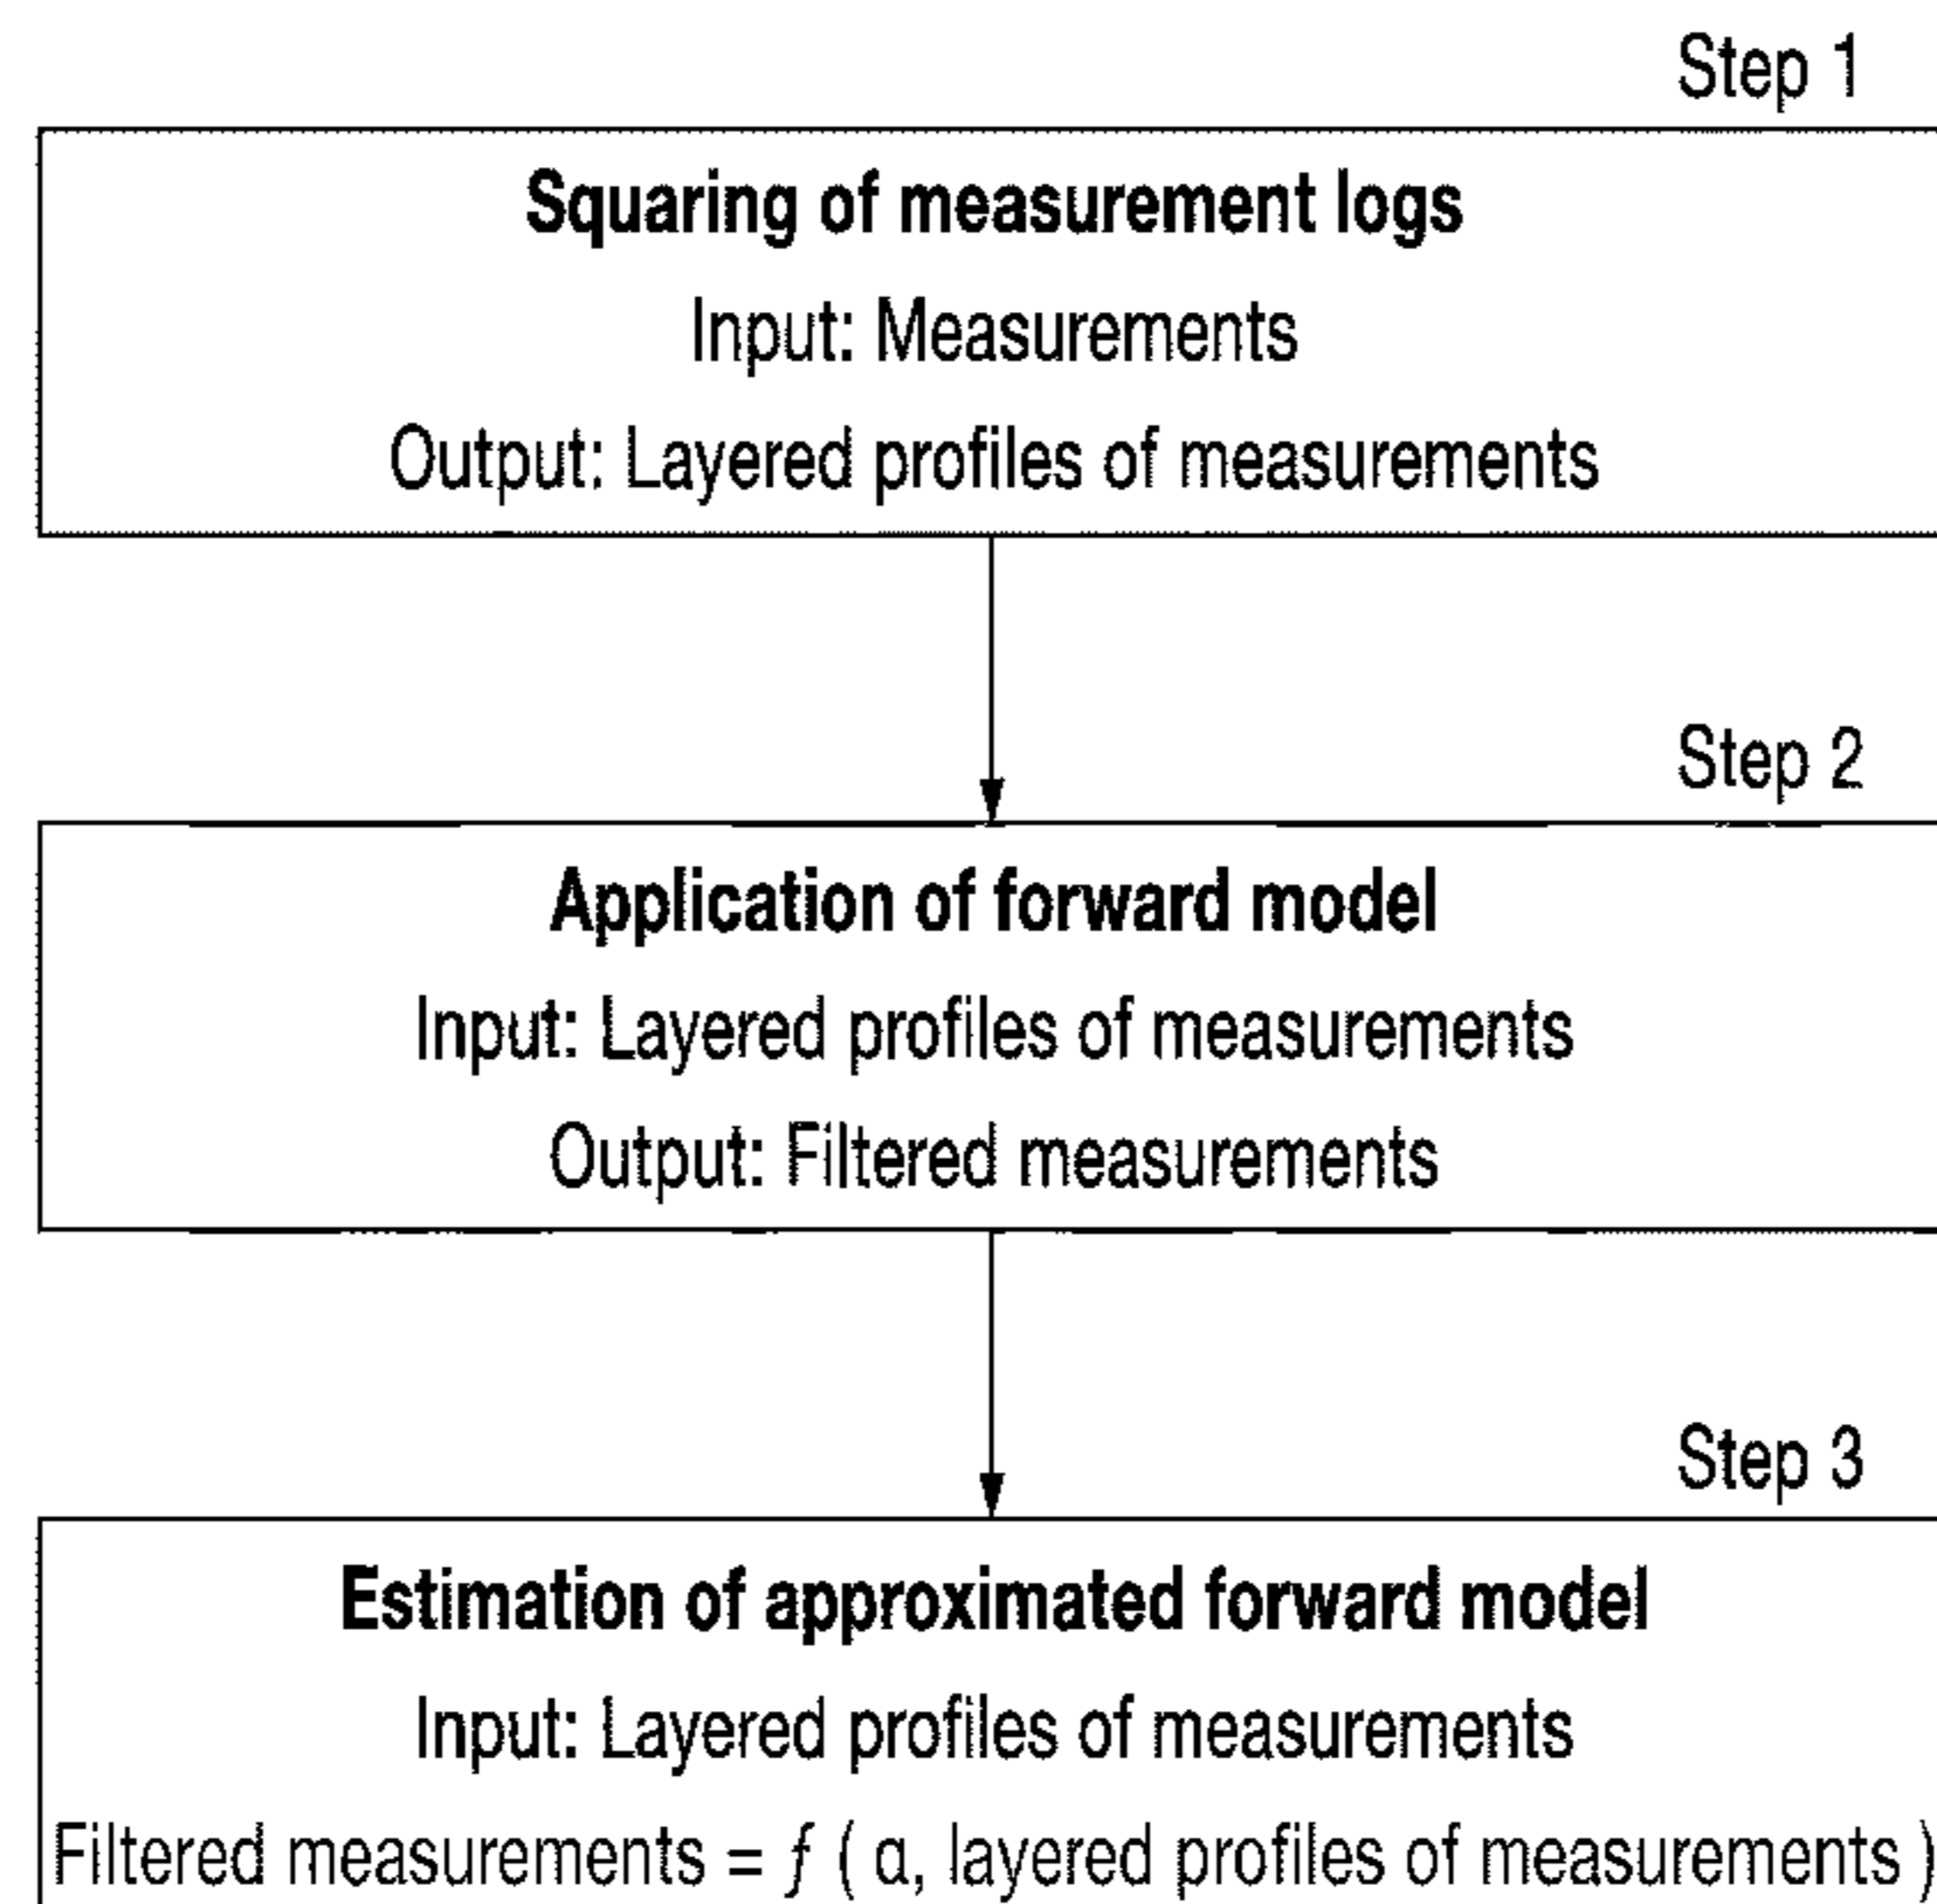 Step 1
Squaring of measurement logs
Input: Measurements
Output: Layered profiles of measurements
Step 2
Application of forward model
Input: Layered profiles of measurements
Output: Filtered measurements
Step 3
Estimation of approximated forward model
Input: Layered profiles of measurements
Filtered measurements = ƒ ( α, layered profiles of measurements )